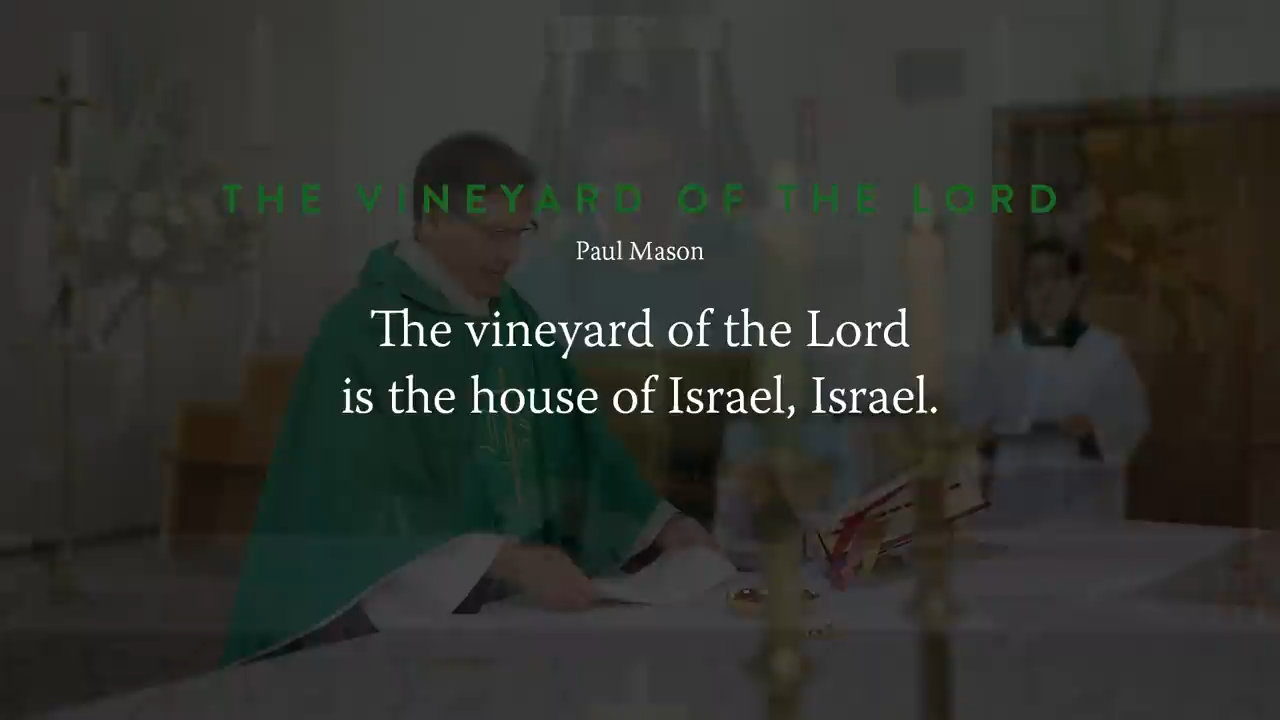 THE VINEYARD OF THE LORD
Paul Mason
The vineyard of the Lord
is the house of Israel, Israel.